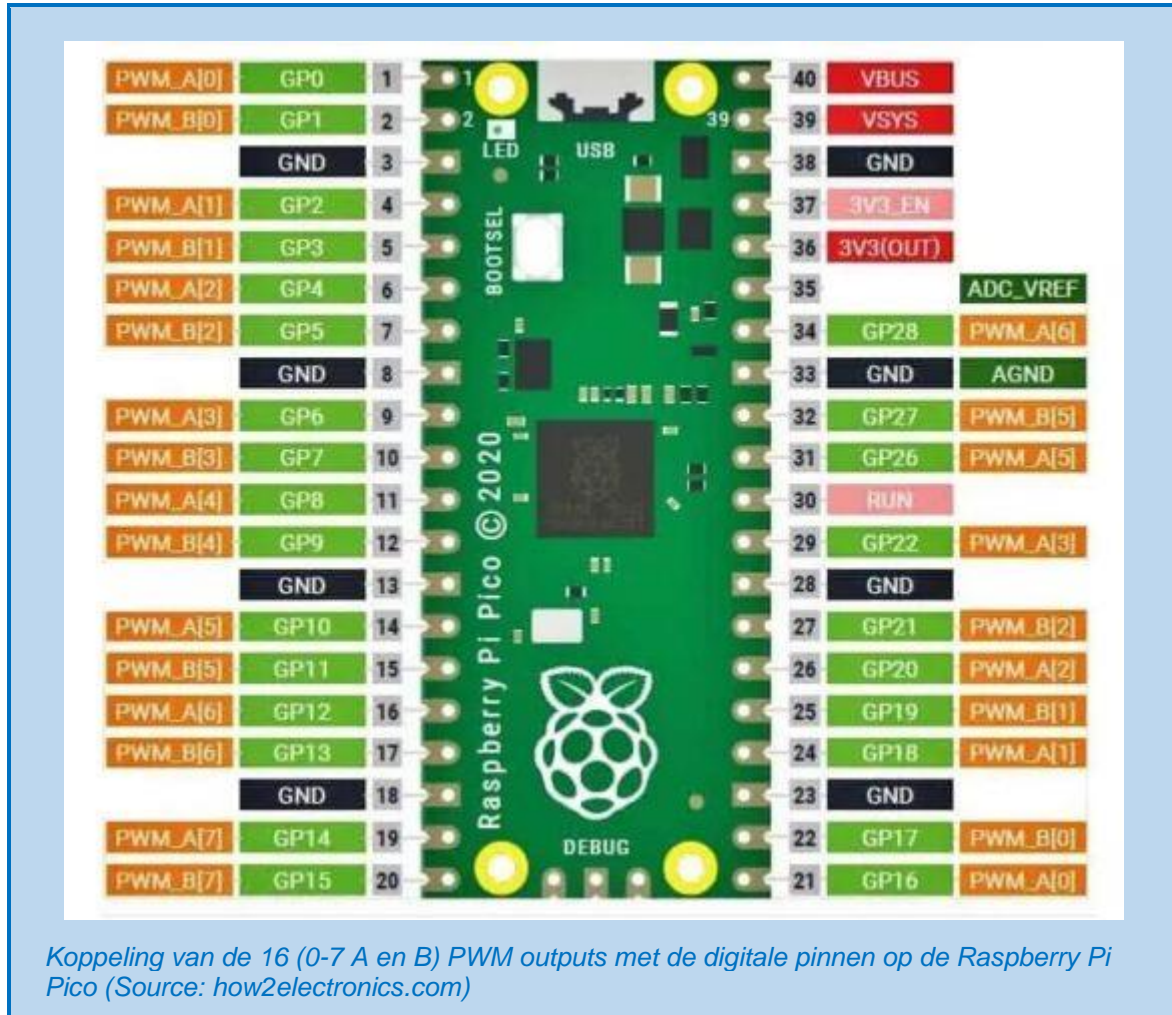 PWM_A[0] GP0 1 1 40 VBUS
PWM_B[0] GP1 2 2 39 39 VSYS
LED USB
GND 3 38 GND
PWM_A[1] GP2 4 37 3V3_EN
PWM_B[1] GP3 5 BOOTSEL 36 3V3(OUT)
PWM_A[2] GP4 6 35 ADC_VREF
PWM_B[2] GP5 7 34 GP28 PWM_A[6]
GND 8 33 GND AGND
PWM_A[3] GP6 9 32 GP27 PWM_B[5]
PWM_B[3] GP7 10 31 GP26 PWM_A[5]
PWM_A[4] GP8 11 30 RUN
PWM_B[4] GP9 12 29 GP22 PWM_A[3]
GND 13 28 GND
PWM_A[5] GP10 14 27 GP21 PWM_B[2]
PWM_B[5] GP11 15 26 GP20 PWM_A[2]
PWM_A[6] GP12 16 25 GP19 PWM_B[1]
PWM_B[6] GP13 17 24 GP18 PWM_A[1]
GND 18 23 GND
Raspberry Pi Pico © 2020
PWM_A[7] GP14 19 22 GP17 PWM_B[0]
DEBUG
PWM_B[7] GP15 20 21 GP16 PWM_A[0]
Koppeling van de 16 (0-7 A en B) PWM outputs met de digitale pinnen op de Raspberry Pi
Pico (Source: how2electronics.com)